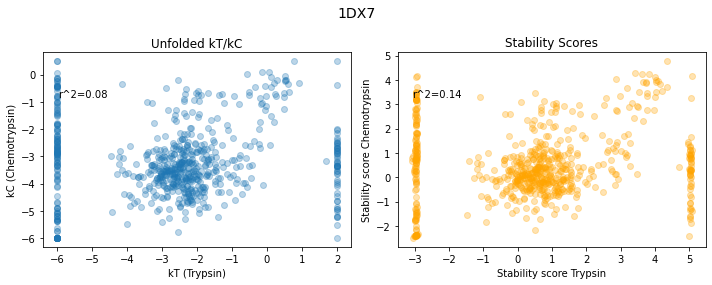 1DX7
Unfolded kT/kC
Stability Scores
r^2=0.08
r^2=0.14
kC (Chemotrypsin)
Stability score Chemotrypsin
0
−1
−2
−3
−4
−5
−6
5
4
3
2
1
0
−1
−2
−6 −5 −4 −3 −2 −1 0 1 2
−3 −2 −1 0 1 2 3 4 5
kT (Trypsin)
Stability score Trypsin